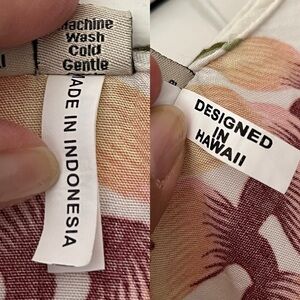 Machine
Wash
Cold
Gentle
MADE IN INDONESIA
DESIGNED
IN
HAWAII